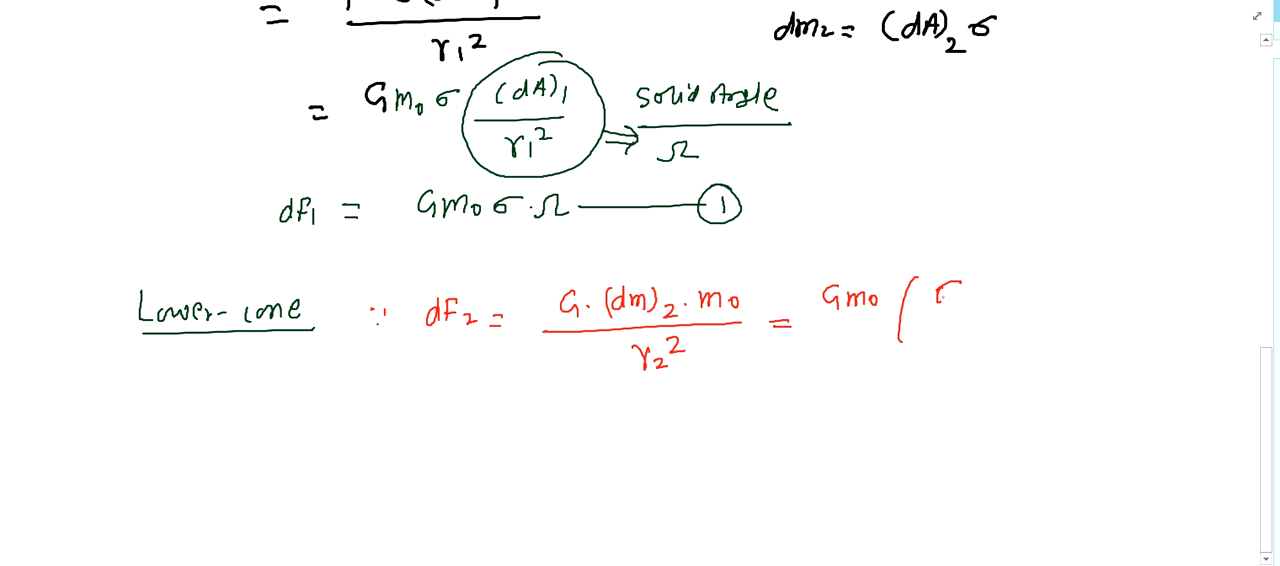 = r₁²
dm₂ = (dA)₂ σ
= Gm₀ σ (dA)₁ / r₁² ⇒ solid Angle Ω
df₁ = Gm₀ σ · Ω —— ①
Lower-cone ∵ dF₂ = G · (dm)₂ · m₀ / r₂² = Gm₀ ( σ